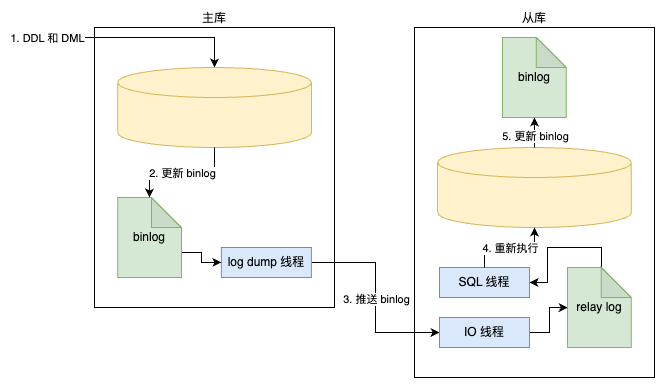 主库
从库
1. DDL 和 DML
binlog
5. 更新 binlog
2. 更新 binlog
binlog
log dump 线程
4. 重新执行
SQL 线程
3. 推送 binlog
relay log
IO 线程